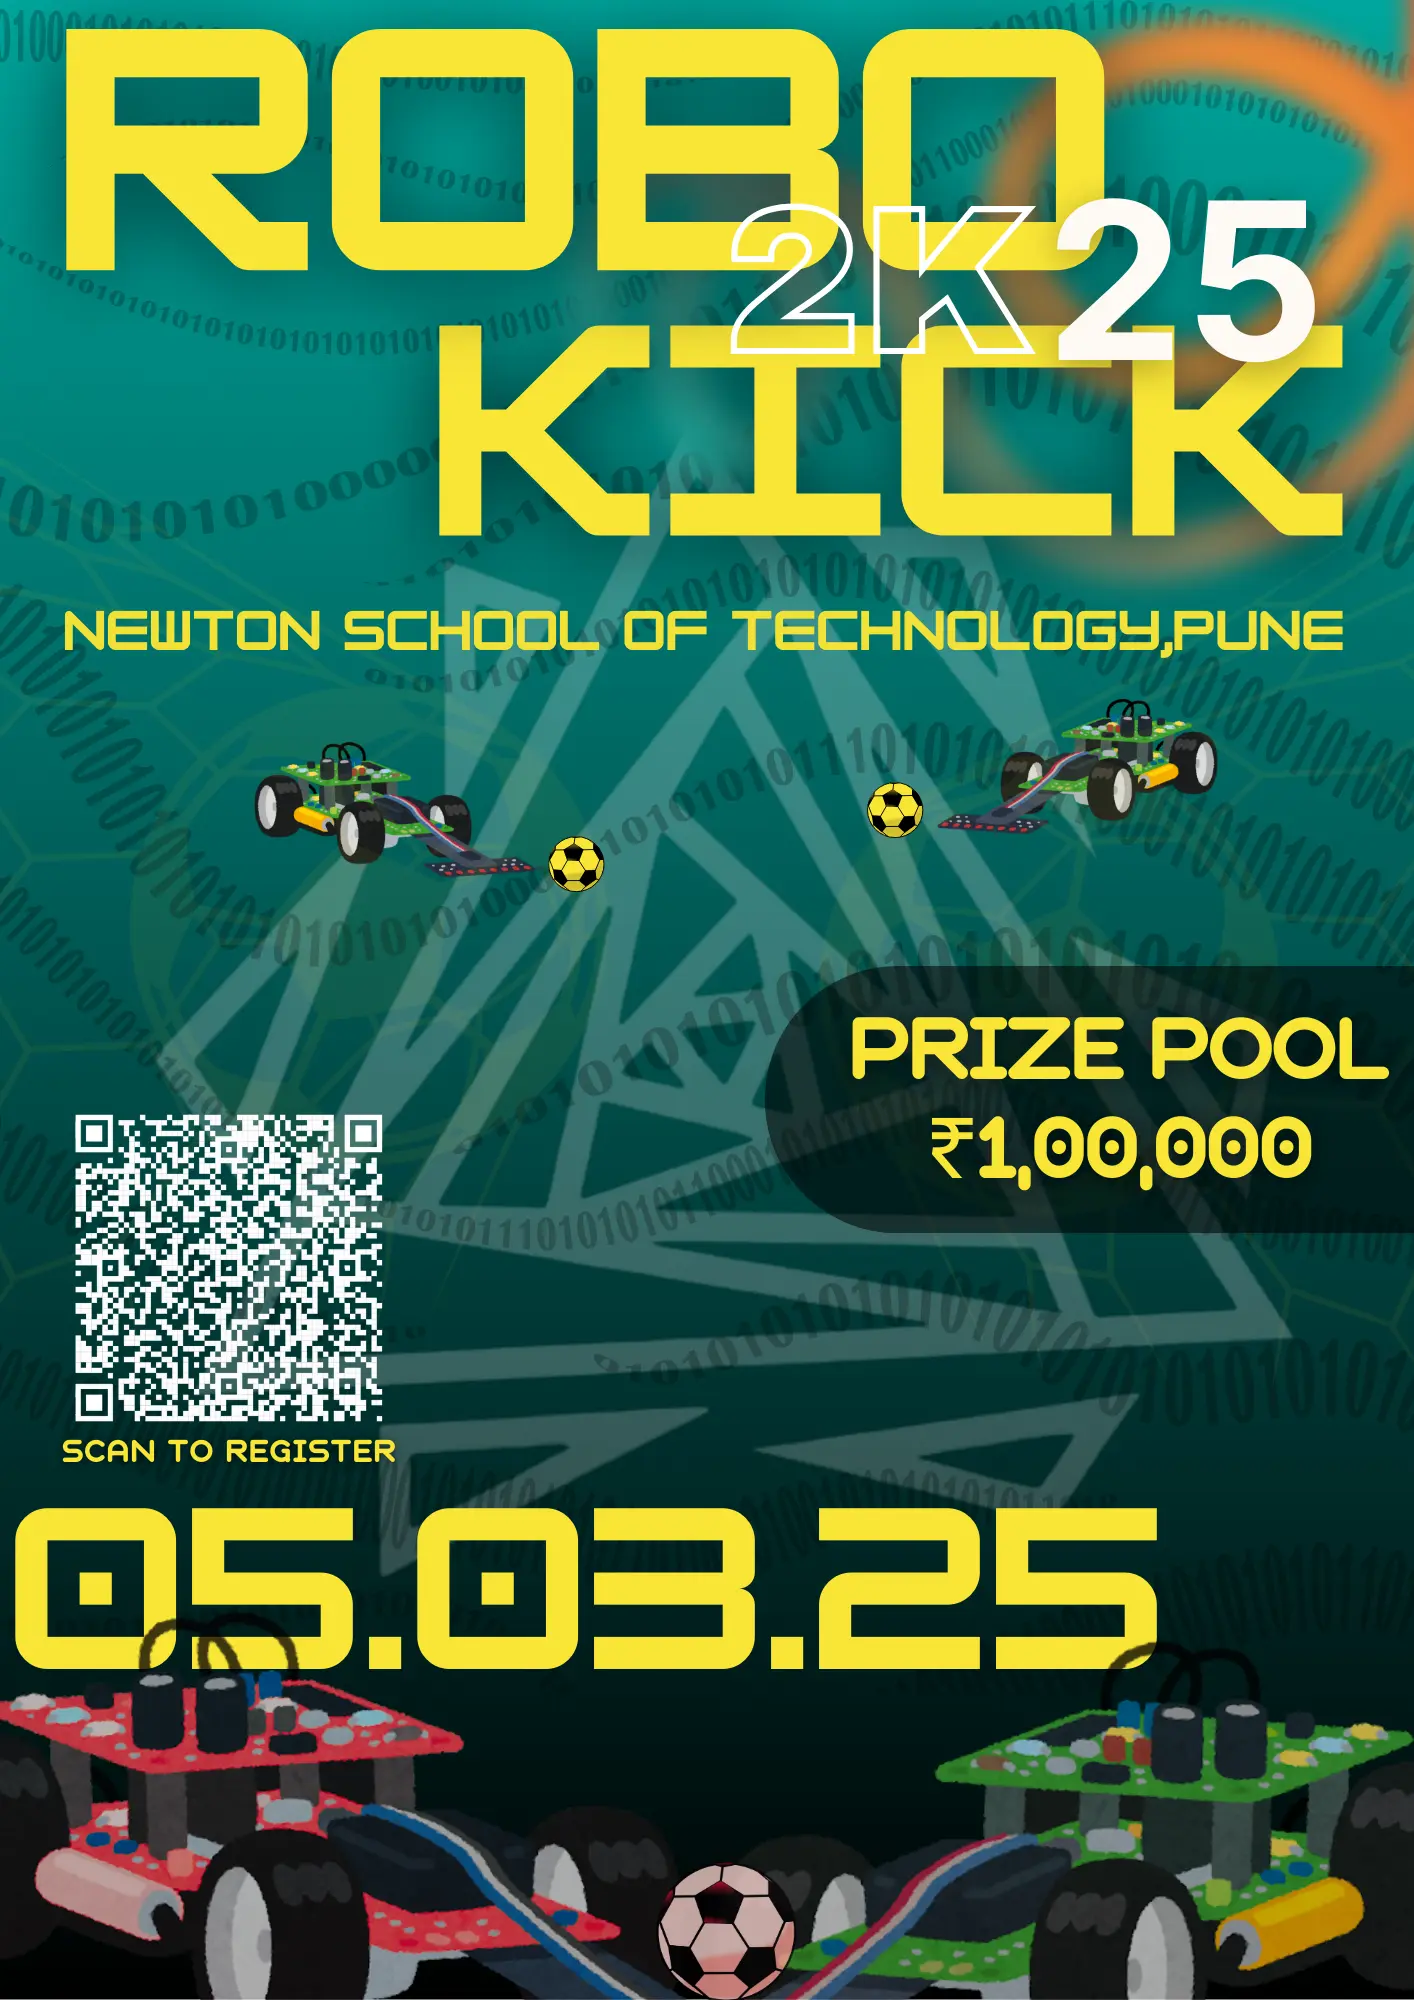 ROBO
2K25
KICK
NEWTON SCHOOL OF TECHNOLOGY,PUNE
PRIZE POOL
₹1,00,000
SCAN TO REGISTER
05.03.25